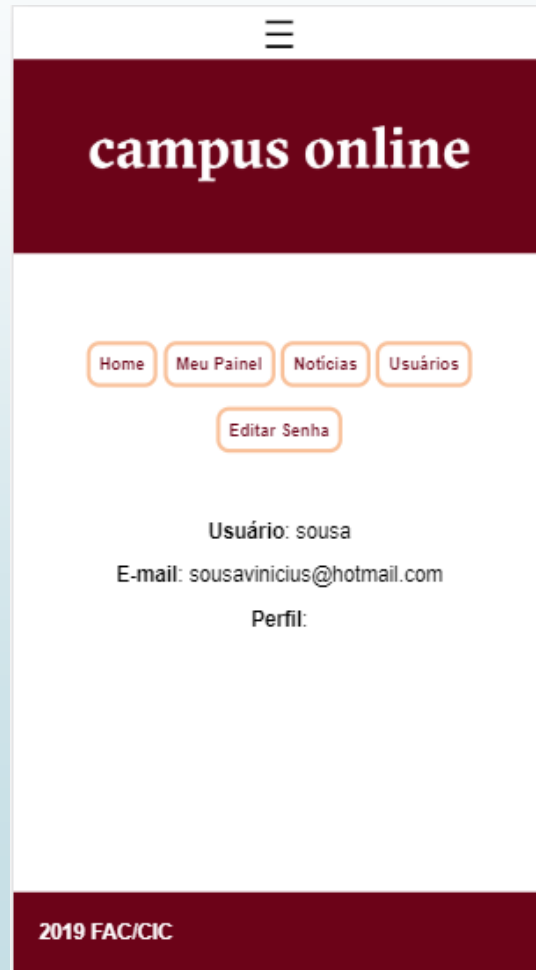 ☰
campus online
Home Meu Painel Notícias Usuários
Editar Senha
Usuário: sousa
E-mail: sousavinicius@hotmail.com
Perfil:
2019 FAC/CIC